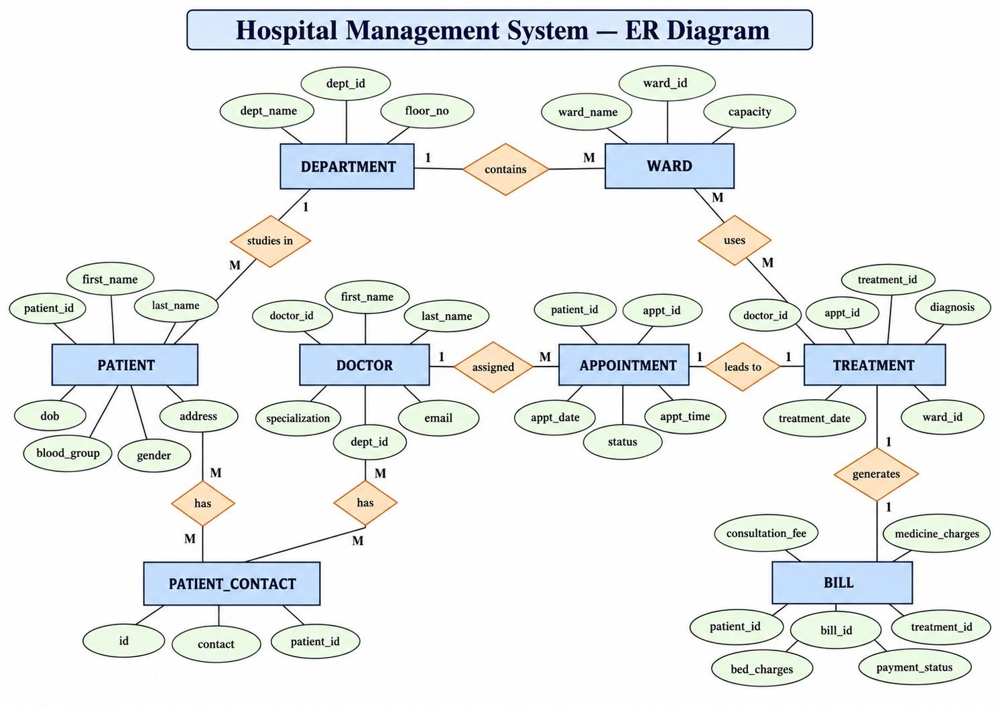 Hospital Management System — ER Diagram
dept_id
ward_id
dept_name
floor_no
ward_name
capacity
DEPARTMENT
1
contains
M
WARD
1
M
studies in
uses
M
M
first_name
treatment_id
patient_id
last_name
doctor_id
first_name
last_name
patient_id
appt_id
doctor_id
appt_id
diagnosis
PATIENT
DOCTOR
1
assigned
M
APPOINTMENT
1
leads to
1
TREATMENT
dob
address
specialization
email
appt_date
appt_time
treatment_date
ward_id
blood_group
gender
dept_id
status
1
M
M
generates
has
has
1
M
M
consultation_fee
medicine_charges
PATIENT_CONTACT
BILL
id
contact
patient_id
patient_id
bill_id
treatment_id
bed_charges
payment_status